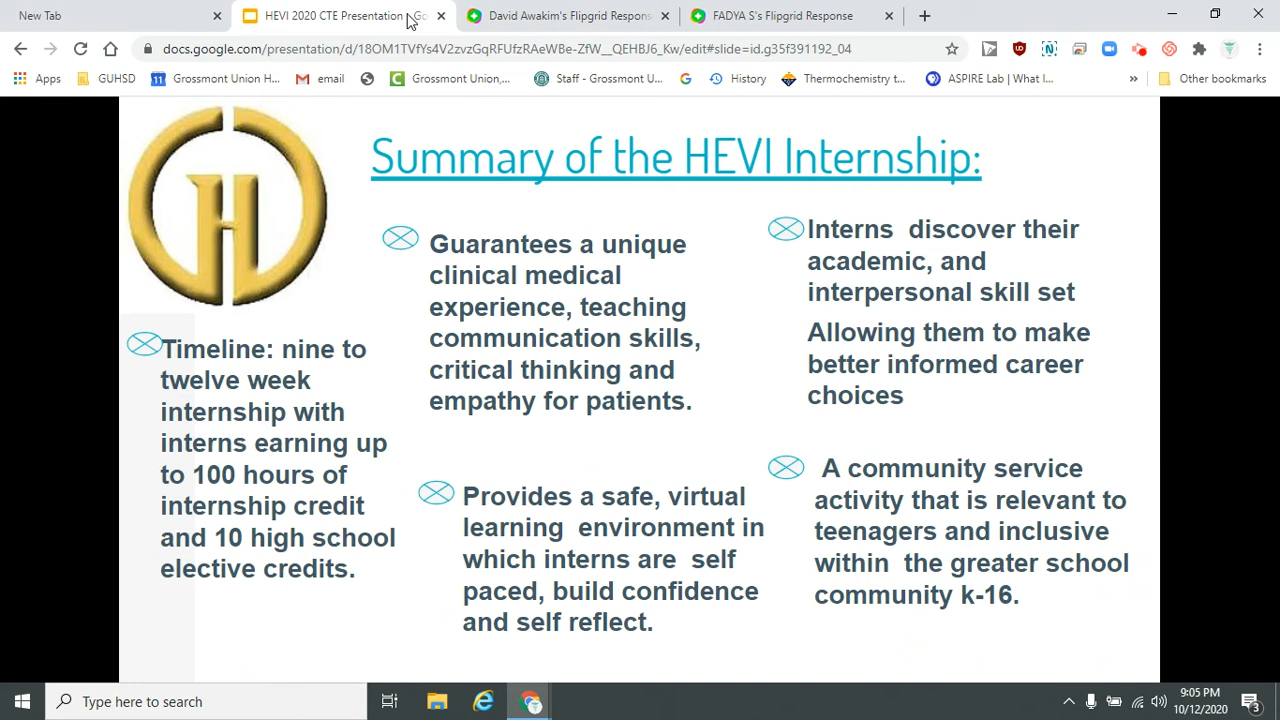 New Tab
HEVI 2020 CTE Presentation - Go
David Awakim's Flipgrid Respons
FADYA S's Flipgrid Response
docs.google.com/presentation/d/18OM1TVfYs4V2zvzGqRFUfzRAeW8e-ZfW__QEHBJ6_Kw/edit#slide=id.g35f391192_04
Apps
GUHSD
Grossmont Union H...
email
Grossmont Union,...
Staff - Grossmont U...
History
Thermochemistry t...
ASPIRE Lab | What I...
»
Other bookmarks
Summary of the HEVI Internship:
Timeline: nine to
twelve week
internship with
interns earning up
to 100 hours of
internship credit
and 10 high school
elective credits.
Guarantees a unique
clinical medical
experience, teaching
communication skills,
critical thinking and
empathy for patients.
Provides a safe, virtual
learning environment in
which interns are self
paced, build confidence
and self reflect.
Interns discover their
academic, and
interpersonal skill set
Allowing them to make
better informed career
choices
A community service
activity that is relevant to
teenagers and inclusive
within the greater school
community k-16.
Type here to search
9:05 PM
10/12/2020
3